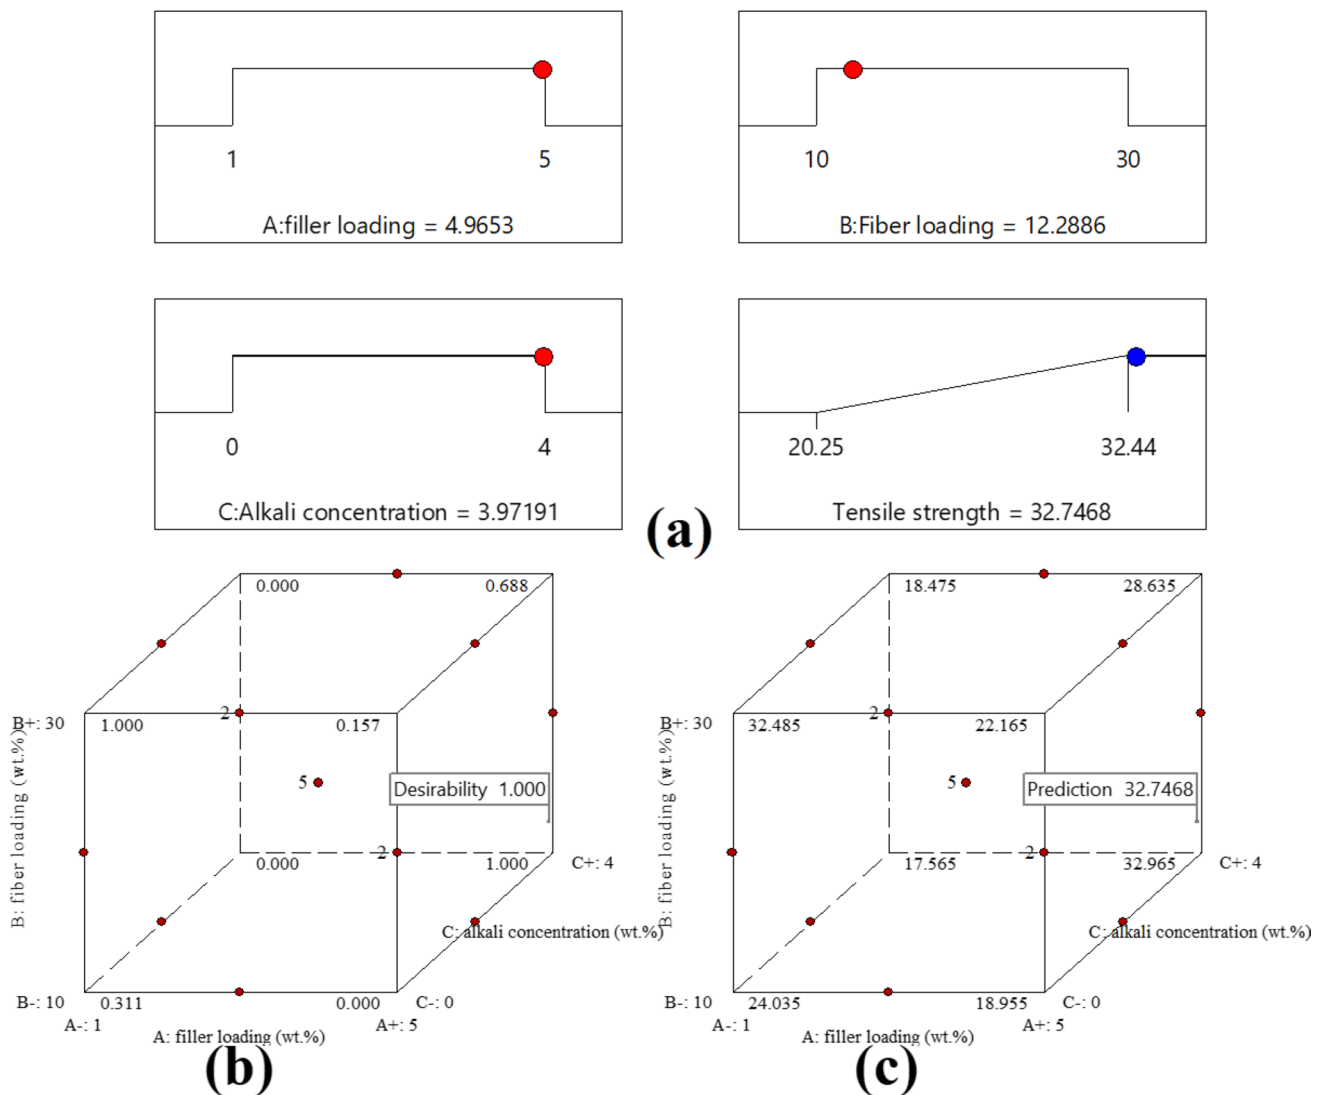 1
5
A:filler loading = 4.9653
10
30
B:Fiber loading = 12.2886
0
4
C:Alkali concentration = 3.97191
20.25
32.44
Tensile strength = 32.7468
(a)
0.000
0.688
B+: 30
1.000
2
0.157
5
Desirability 1.000
B: fiber loading (wt.%)
0.000
2
1.000
C+: 4
C: alkali concentration (wt.%)
B-: 10
0.311
0.000
C-: 0
A-: 1
A+: 5
A: filler loading (wt.%)
(b)
18.475
28.635
B+: 30
32.485
2
22.165
5
Prediction 32.7468
B: fiber loading (wt.%)
17.565
2
32.965
C+: 4
C: alkali concentration (wt.%)
B-: 10
24.035
18.955
C-: 0
A-: 1
A+: 5
A: filler loading (wt.%)
(c)